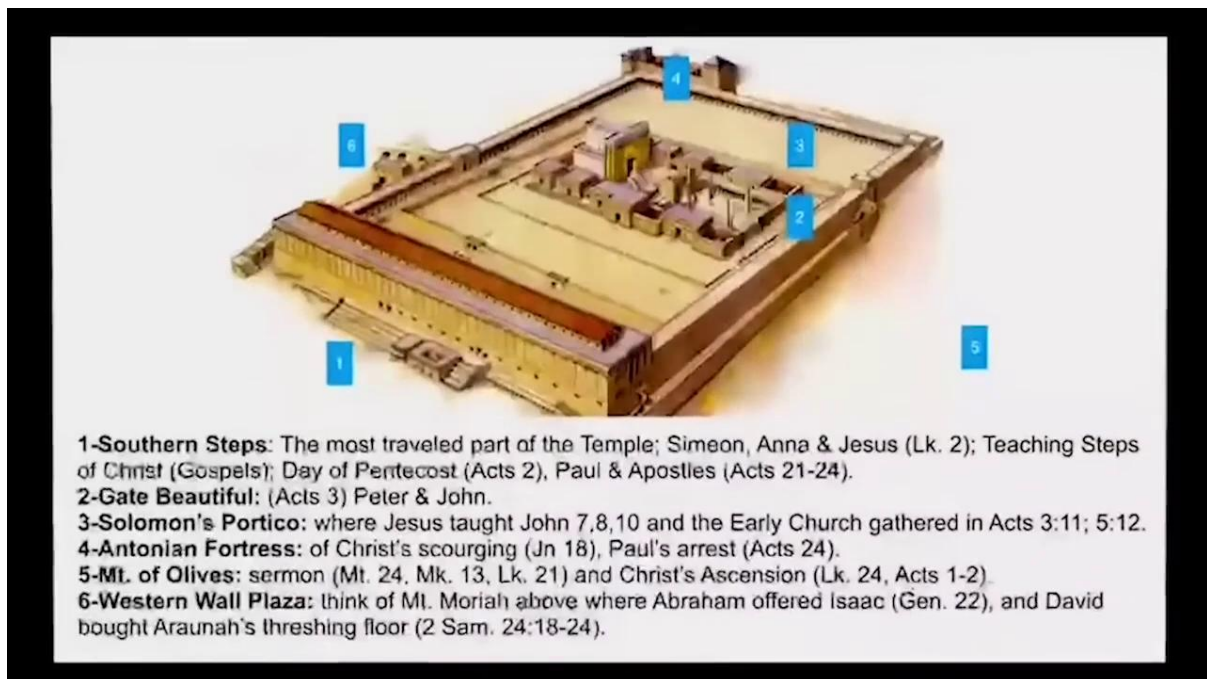 4
6
3
2
5
1
1-Southern Steps: The most traveled part of the Temple; Simeon, Anna & Jesus (Lk. 2); Teaching Steps
of Christ (Gospels); Day of Pentecost (Acts 2), Paul & Apostles (Acts 21-24).
2-Gate Beautiful: (Acts 3) Peter & John.
3-Solomon's Portico: where Jesus taught John 7,8,10 and the Early Church gathered in Acts 3:11; 5:12.
4-Antonian Fortress: of Christ's scourging (Jn 18), Paul's arrest (Acts 24).
5-Mt. of Olives: sermon (Mt. 24, Mk. 13, Lk. 21) and Christ's Ascension (Lk. 24, Acts 1-2)
6-Western Wall Plaza: think of Mt. Moriah above where Abraham offered Isaac (Gen. 22), and David
bought Araunah's threshing floor (2 Sam. 24:18-24).